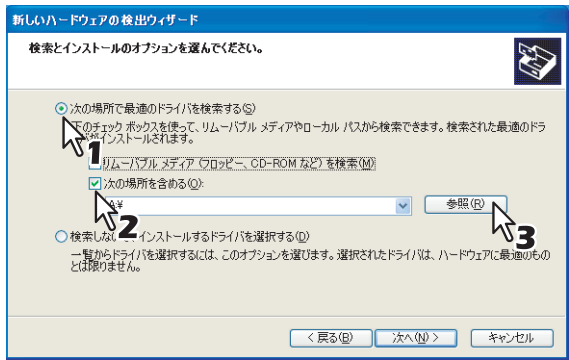 新しいハードウェアの検出ウィザード
検索とインストールのオプションを選んでください。
次の場所で最適のドライバを検索する(S)
下のチェック ボックスを使って、リムーバブル メディアやローカル パスから検索できます。検索された最適のドラ
がインストールされます。
1
リムーバブル メディア (フロッピー、CD-ROM など) を検索(M)
次の場所を含める(O):
A:¥
参照(R)
2
3
検索しない インストールするドライバを選択する(D)
一覧からドライバを選択するには、このオプションを選びます。選択されたドライバは、ハードウェアに最適のもの
とは限りません。
< 戻る(B)
次へ(N) >
キャンセル